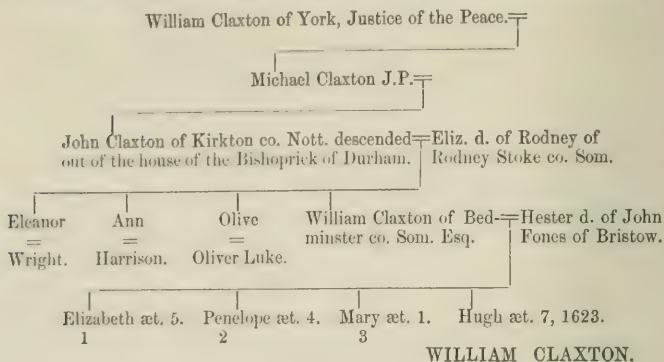 William Claxton of York, Justice of the Peace.=
Michael Claxton J.P.=
John Claxton of Kirkton co. Nott. descended=Eliz. d. of Rodney of
out of the house of the Bishoprick of Durham. Rodney Stoke co. Som.
Eleanor Ann Olive William Claxton of Bed-=Hester d. of John
= = = minster co. Som. Esq. Fones of Bristow.
Wright. Harrison. Oliver Luke.
Elizabeth æt. 5. Penelope æt. 4. Mary æt. 1. Hugh æt. 7, 1623.
1 2 3
WILLIAM CLAXTON.